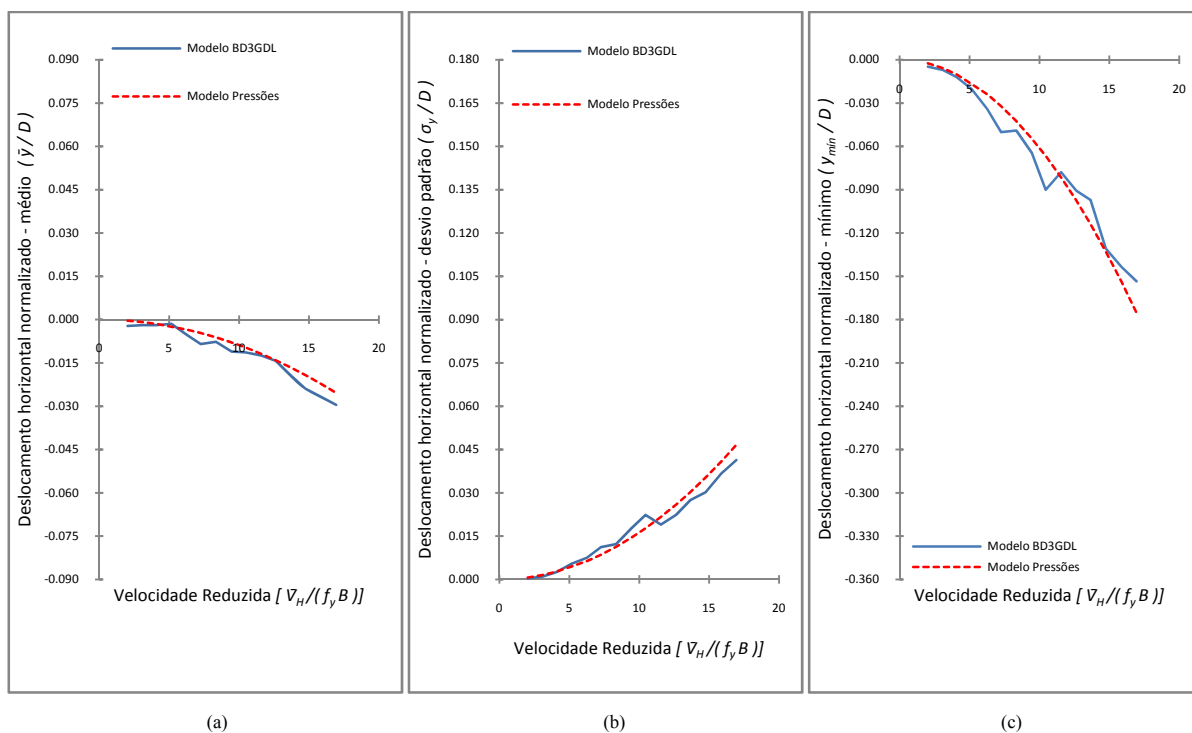 Deslocamento horizontal normalizado - médio ( ȳ / D )
0.090
0.075
0.060
0.045
0.030
0.015
0.000
-0.015
-0.030
-0.045
-0.060
-0.075
-0.090
0 5 10 15 20
Modelo BD3GDL
Modelo Pressões
Velocidade Reduzida [ V̄H /( fy B )]
(a)
Deslocamento horizontal normalizado - desvio padrão ( σy / D )
0.180
0.165
0.150
0.135
0.120
0.105
0.090
0.075
0.060
0.045
0.030
0.015
0.000
0 5 10 15 20
Modelo BD3GDL
Modelo Pressões
Velocidade Reduzida [ V̄H /( fy B )]
(b)
Deslocamento horizontal normalizado - mínimo ( ymín / D )
0.000
-0.030
-0.060
-0.090
-0.120
-0.150
-0.180
-0.210
-0.240
-0.270
-0.300
-0.330
-0.360
0 5 10 15 20
Modelo BD3GDL
Modelo Pressões
Velocidade Reduzida [ V̄H /( fy B )]
(c)